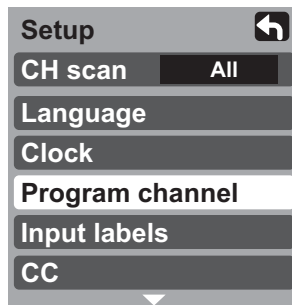 Setup
CH scan All
Language
Clock
Program channel
Input labels
CC